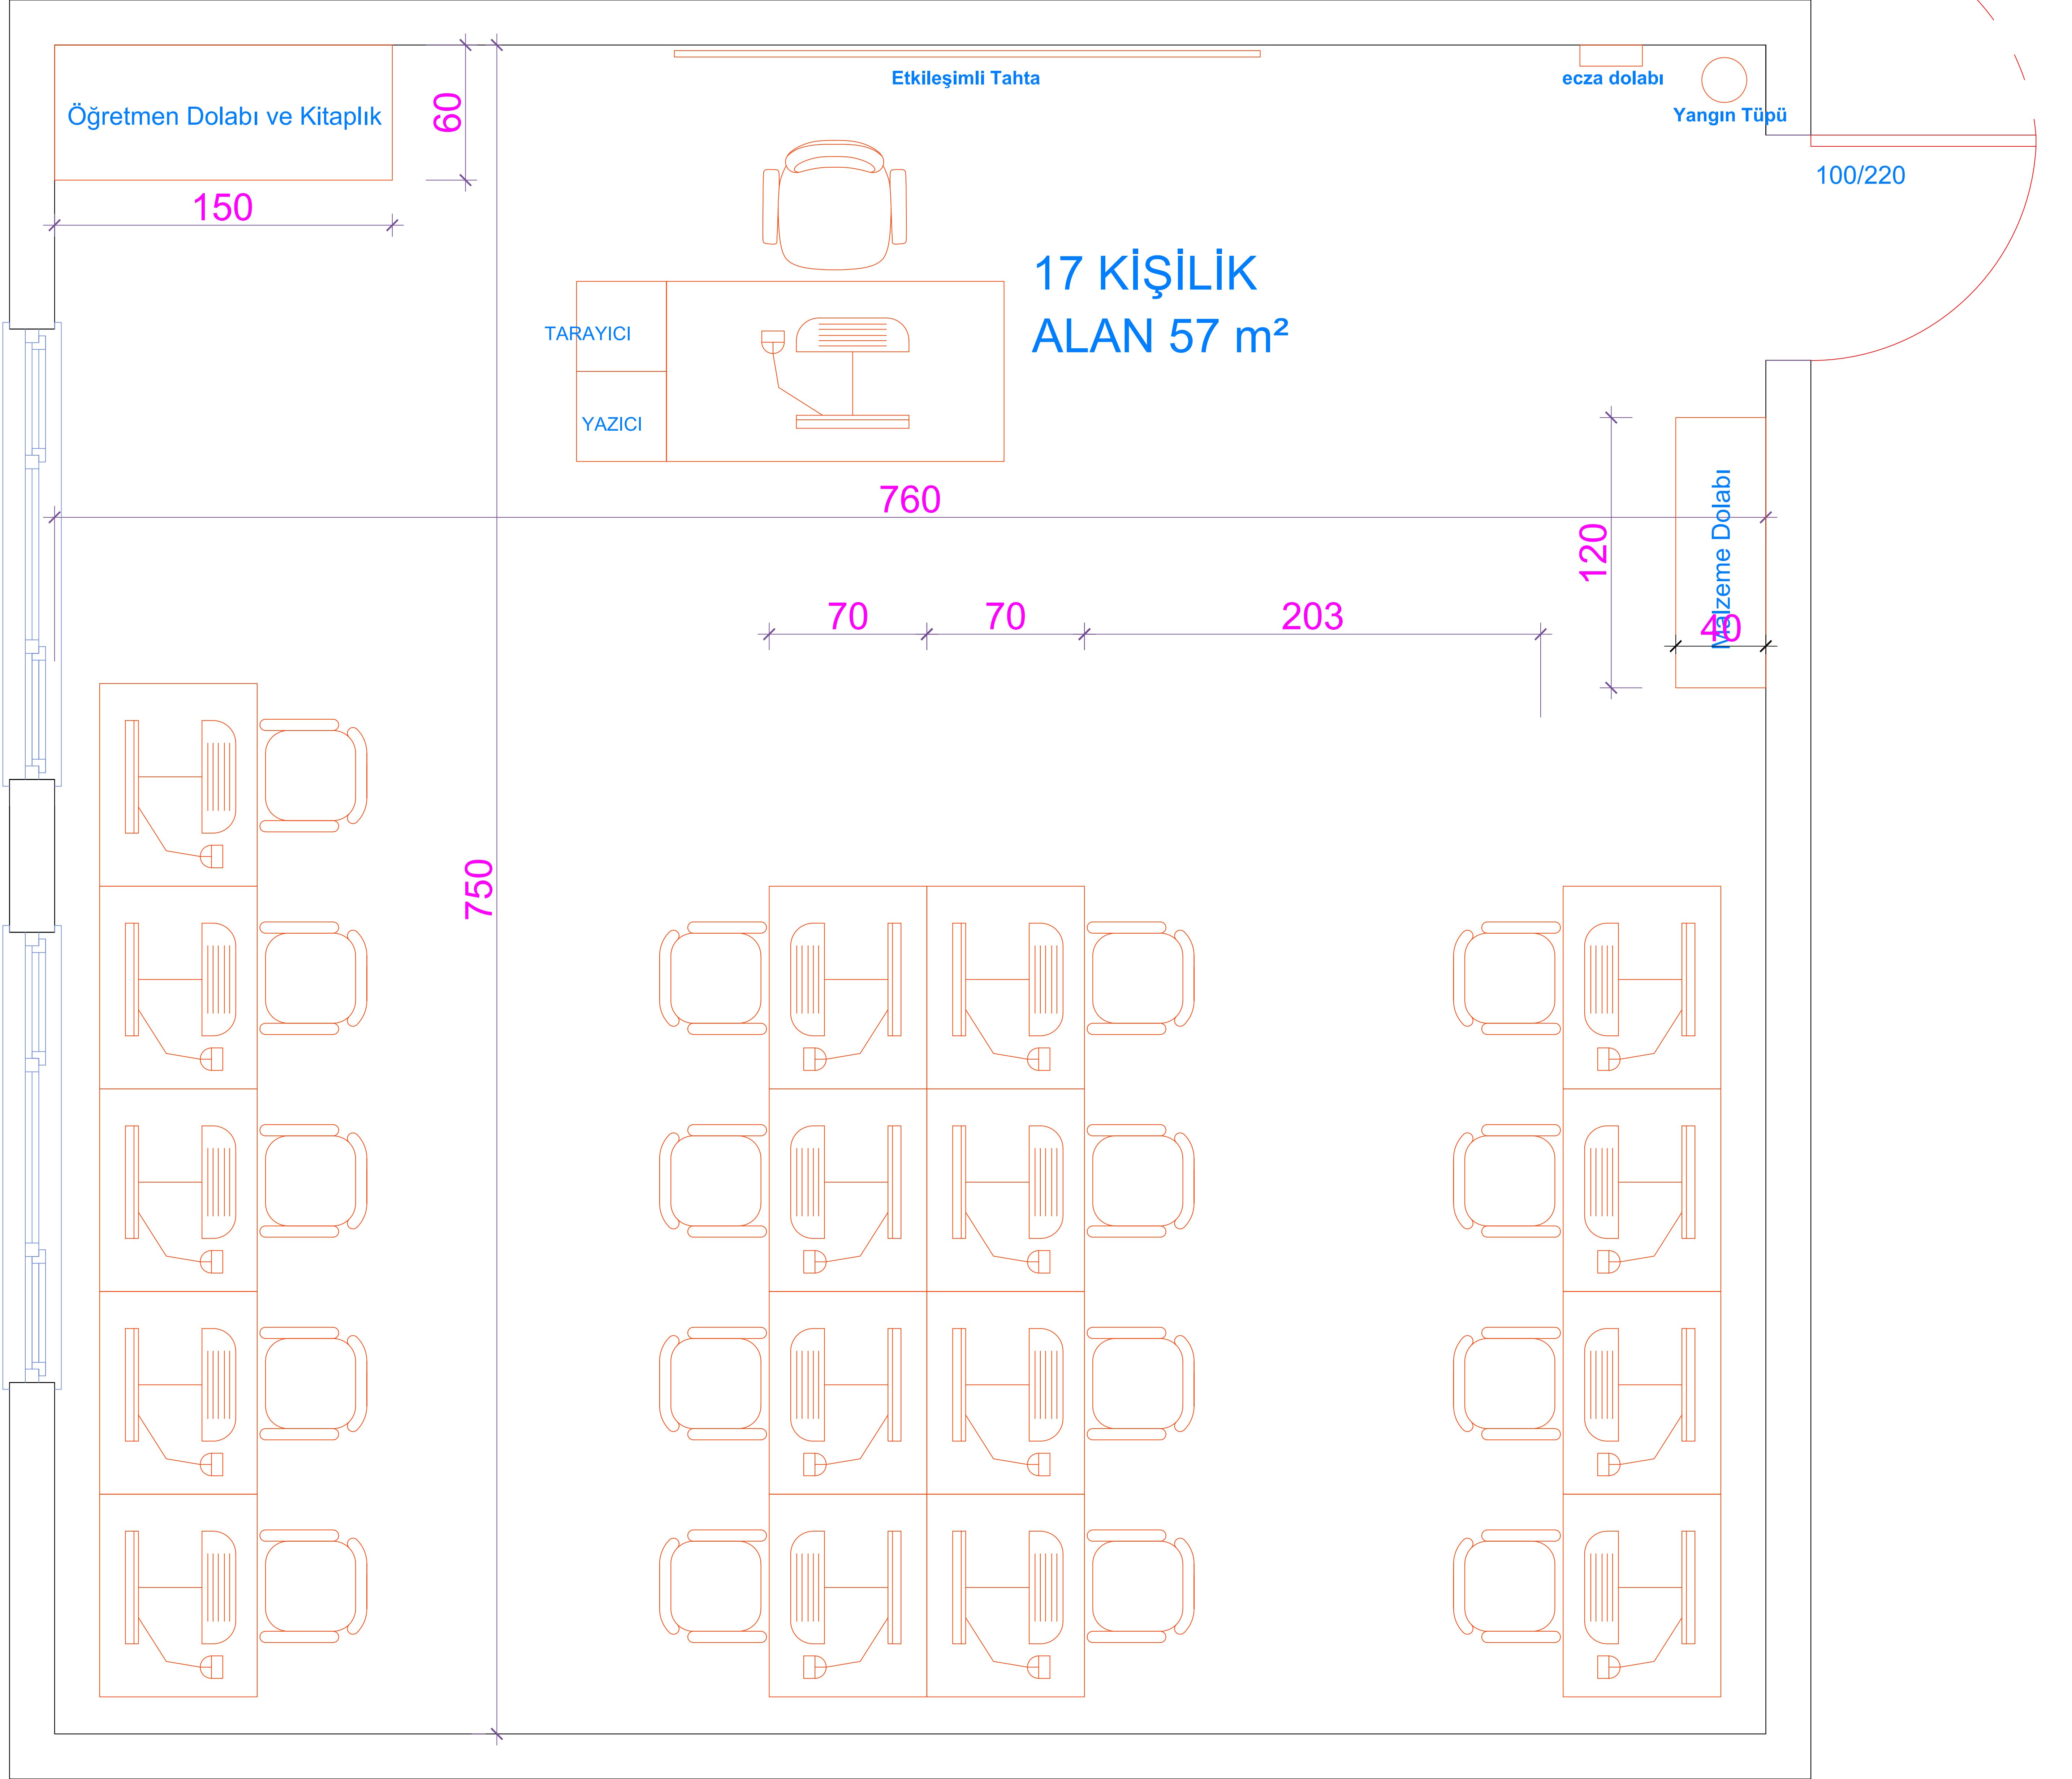 Etkileşimli Tahta
ecza dolabı
Yangın Tüpü
Öğretmen Dolabı ve Kitaplık
60
100/220
150
17 KİŞİLİK
ALAN 57 m²
TARAYICI
YAZICI
760
120
Malzeme Dolabı
40
70
70
203
750